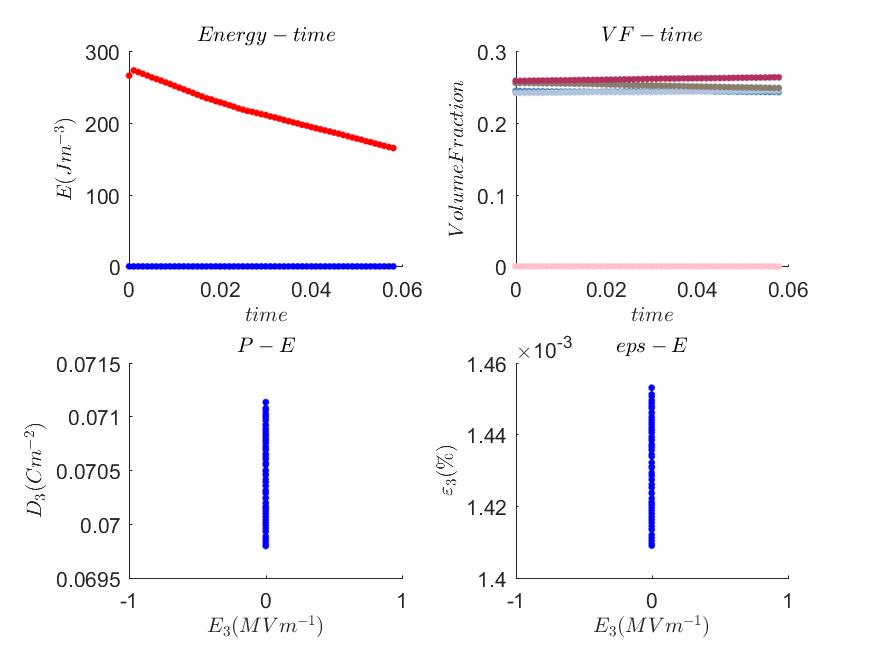 Energy − time
300
200
100
0
E(Jm⁻³)
0
0.02
0.04
0.06
time
VF − time
0.3
0.2
0.1
0
VolumeFraction
0
0.02
0.04
0.06
time
P − E
0.0715
0.071
0.0705
0.07
0.0695
D₃(Cm⁻²)
-1
0
1
E₃(MVm⁻¹)
×10⁻³
eps − E
1.46
1.44
1.42
1.4
ε₃(%)
-1
0
1
E₃(MVm⁻¹)